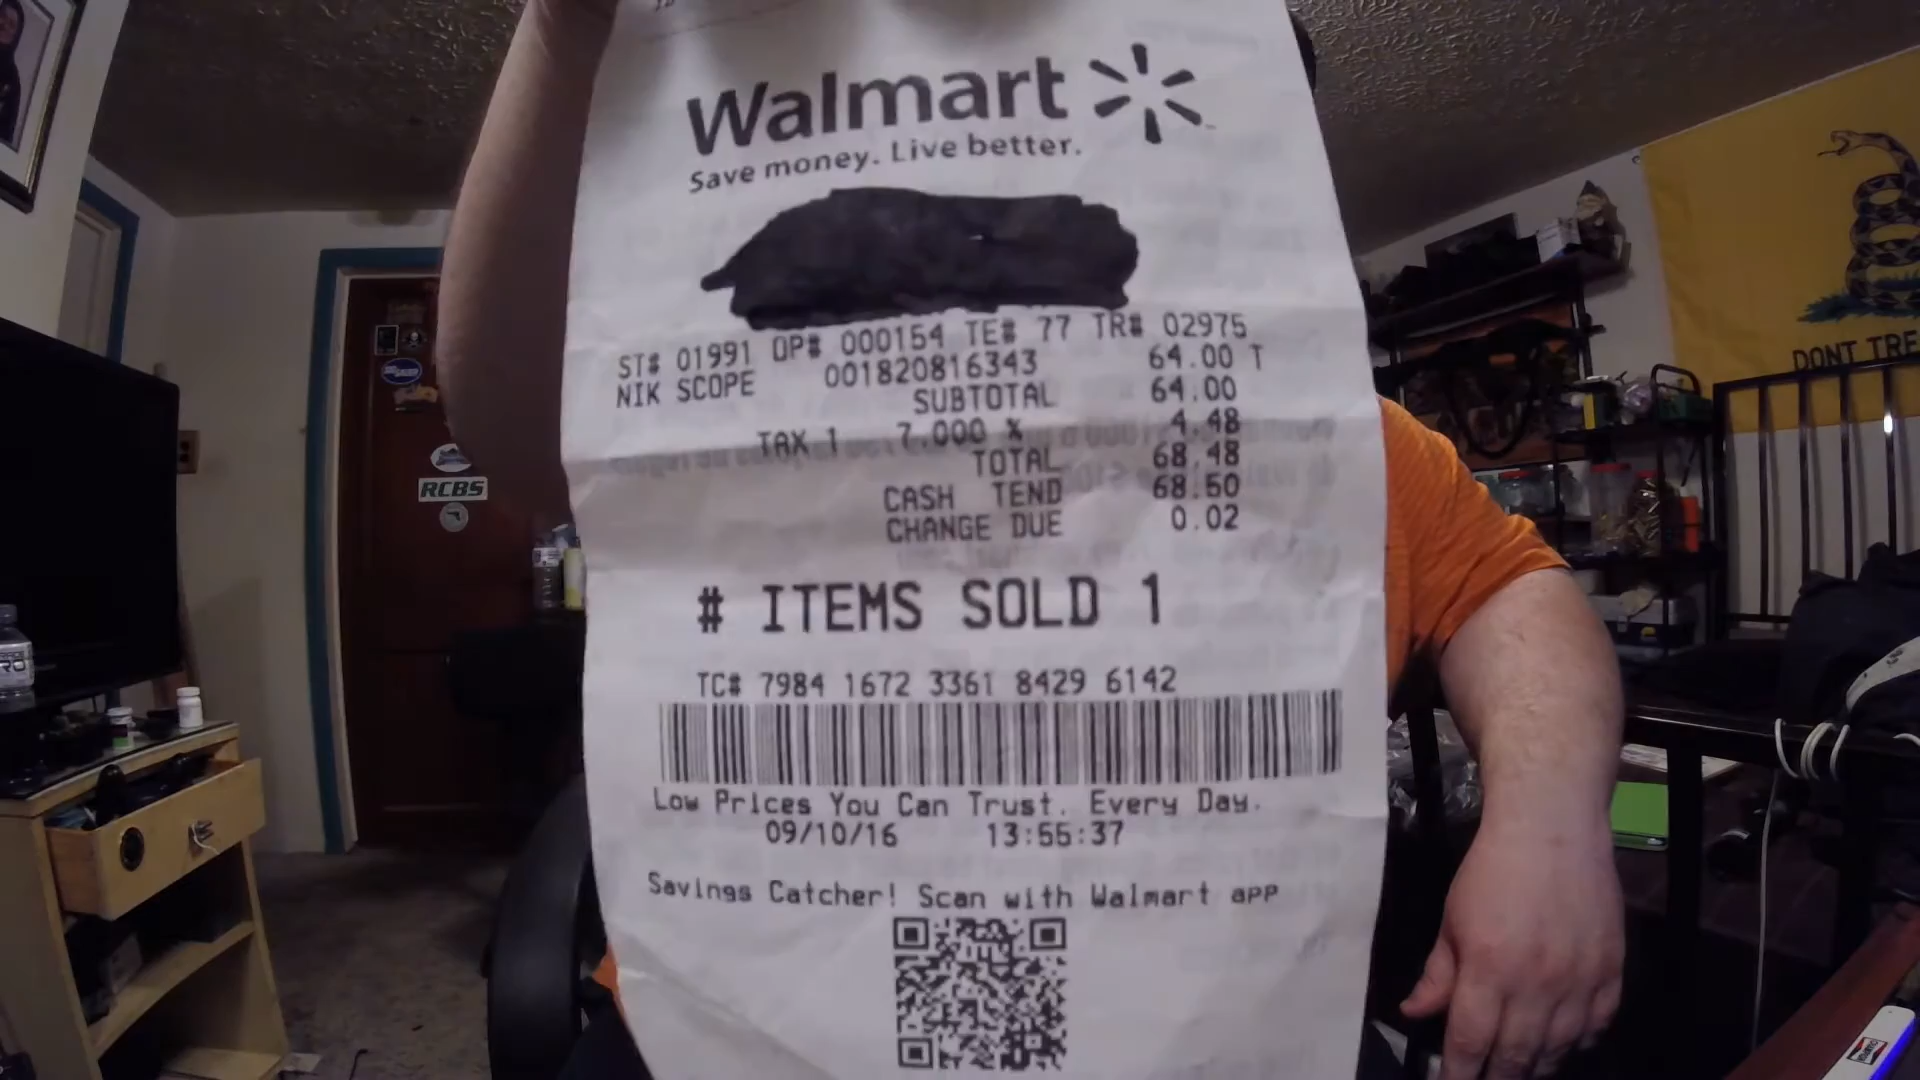 Walmart
Save money. Live better.
ST# 01991 OP# 000154 TE# 77 TR# 02975
NIK SCOPE 001820816343 64.00 T
SUBTOTAL 64.00
TAX 1 7.000 % 4.48
TOTAL 68.48
CASH TEND 68.50
CHANGE DUE 0.02
# ITEMS SOLD 1
TC# 7984 1672 3361 8429 6142
Low Prices You Can Trust. Every Day.
09/10/16 13:55:37
Savings Catcher! Scan with Walmart app
DONT TRE
RCBS